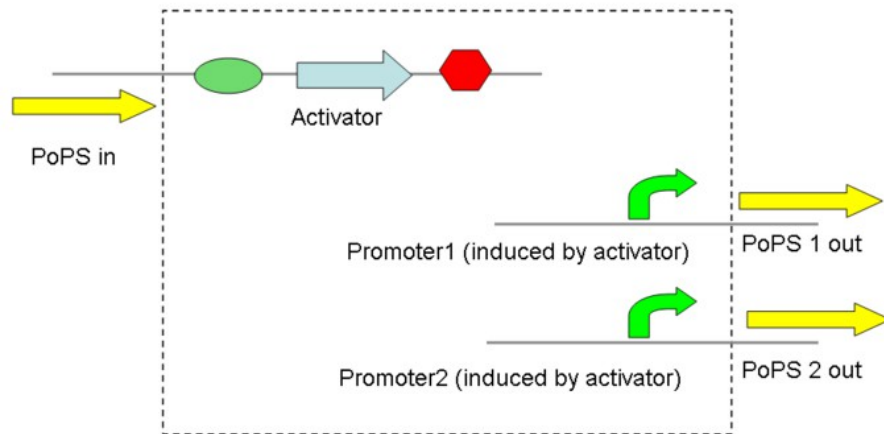 Activator
PoPS in
Promoter1 (induced by activator)
PoPS 1 out
Promoter2 (induced by activator)
PoPS 2 out